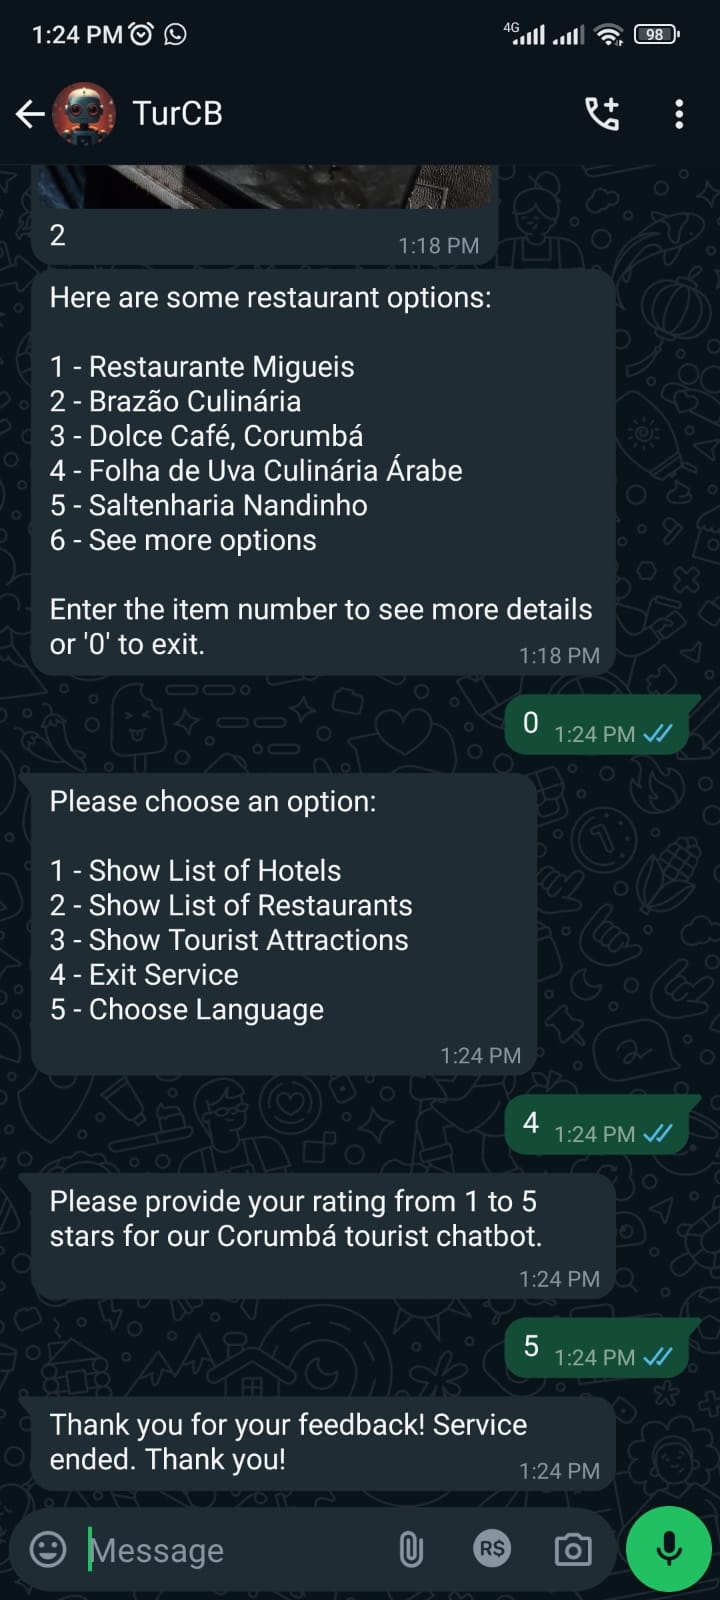 1:24 PM
4G
98
TurCB
2
1:18 PM
Here are some restaurant options:
1 - Restaurante Migueis
2 - Brazão Culinária
3 - Dolce Café, Corumbá
4 - Folha de Uva Culinária Árabe
5 - Saltenharia Nandinho
6 - See more options
Enter the item number to see more details
or '0' to exit.
1:18 PM
0
1:24 PM
Please choose an option:
1 - Show List of Hotels
2 - Show List of Restaurants
3 - Show Tourist Attractions
4 - Exit Service
5 - Choose Language
1:24 PM
4
1:24 PM
Please provide your rating from 1 to 5
stars for our Corumbá tourist chatbot.
1:24 PM
5
1:24 PM
Thank you for your feedback! Service
ended. Thank you!
1:24 PM
Message
R$